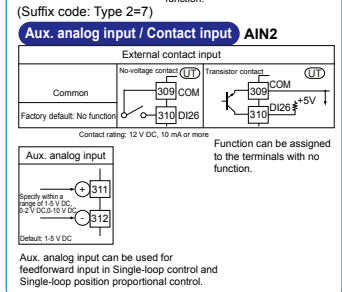 function.
(Suffix code: Type 2=7)
Aux. analog input / Contact input AIN2
External contact input
No-voltage contact UT Transistor contact UT
Common 309 COM 309 COM
Factory default: No function 310 DI26 310 DI26 +5V
Contact rating: 12 V DC, 10 mA or more
Function can be assigned
to the terminals with no
function.
Aux. analog input
+ 311
Specify within a
range of 1-5 V DC,
0-2 V DC,0-10 V DC
- 312
Default: 1-5 V DC
Aux. analog input can be used for
feedforward input in Single-loop control and
Single-loop position proportional control.